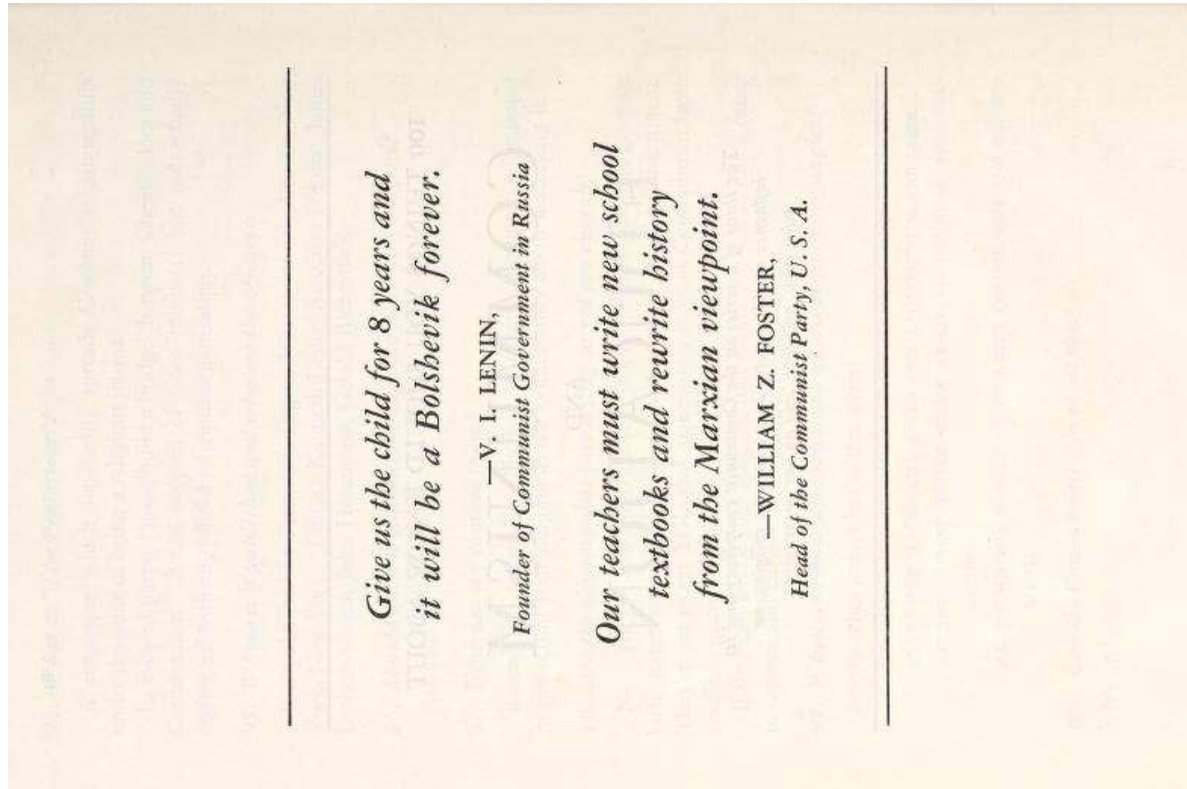 Give us the child for 8 years and
it will be a Bolshevik forever.
—V. I. LENIN,
Founder of Communist Government in Russia
Our teachers must write new school
textbooks and rewrite history
from the Marxian viewpoint.
—WILLIAM Z. FOSTER,
Head of the Communist Party, U. S. A.